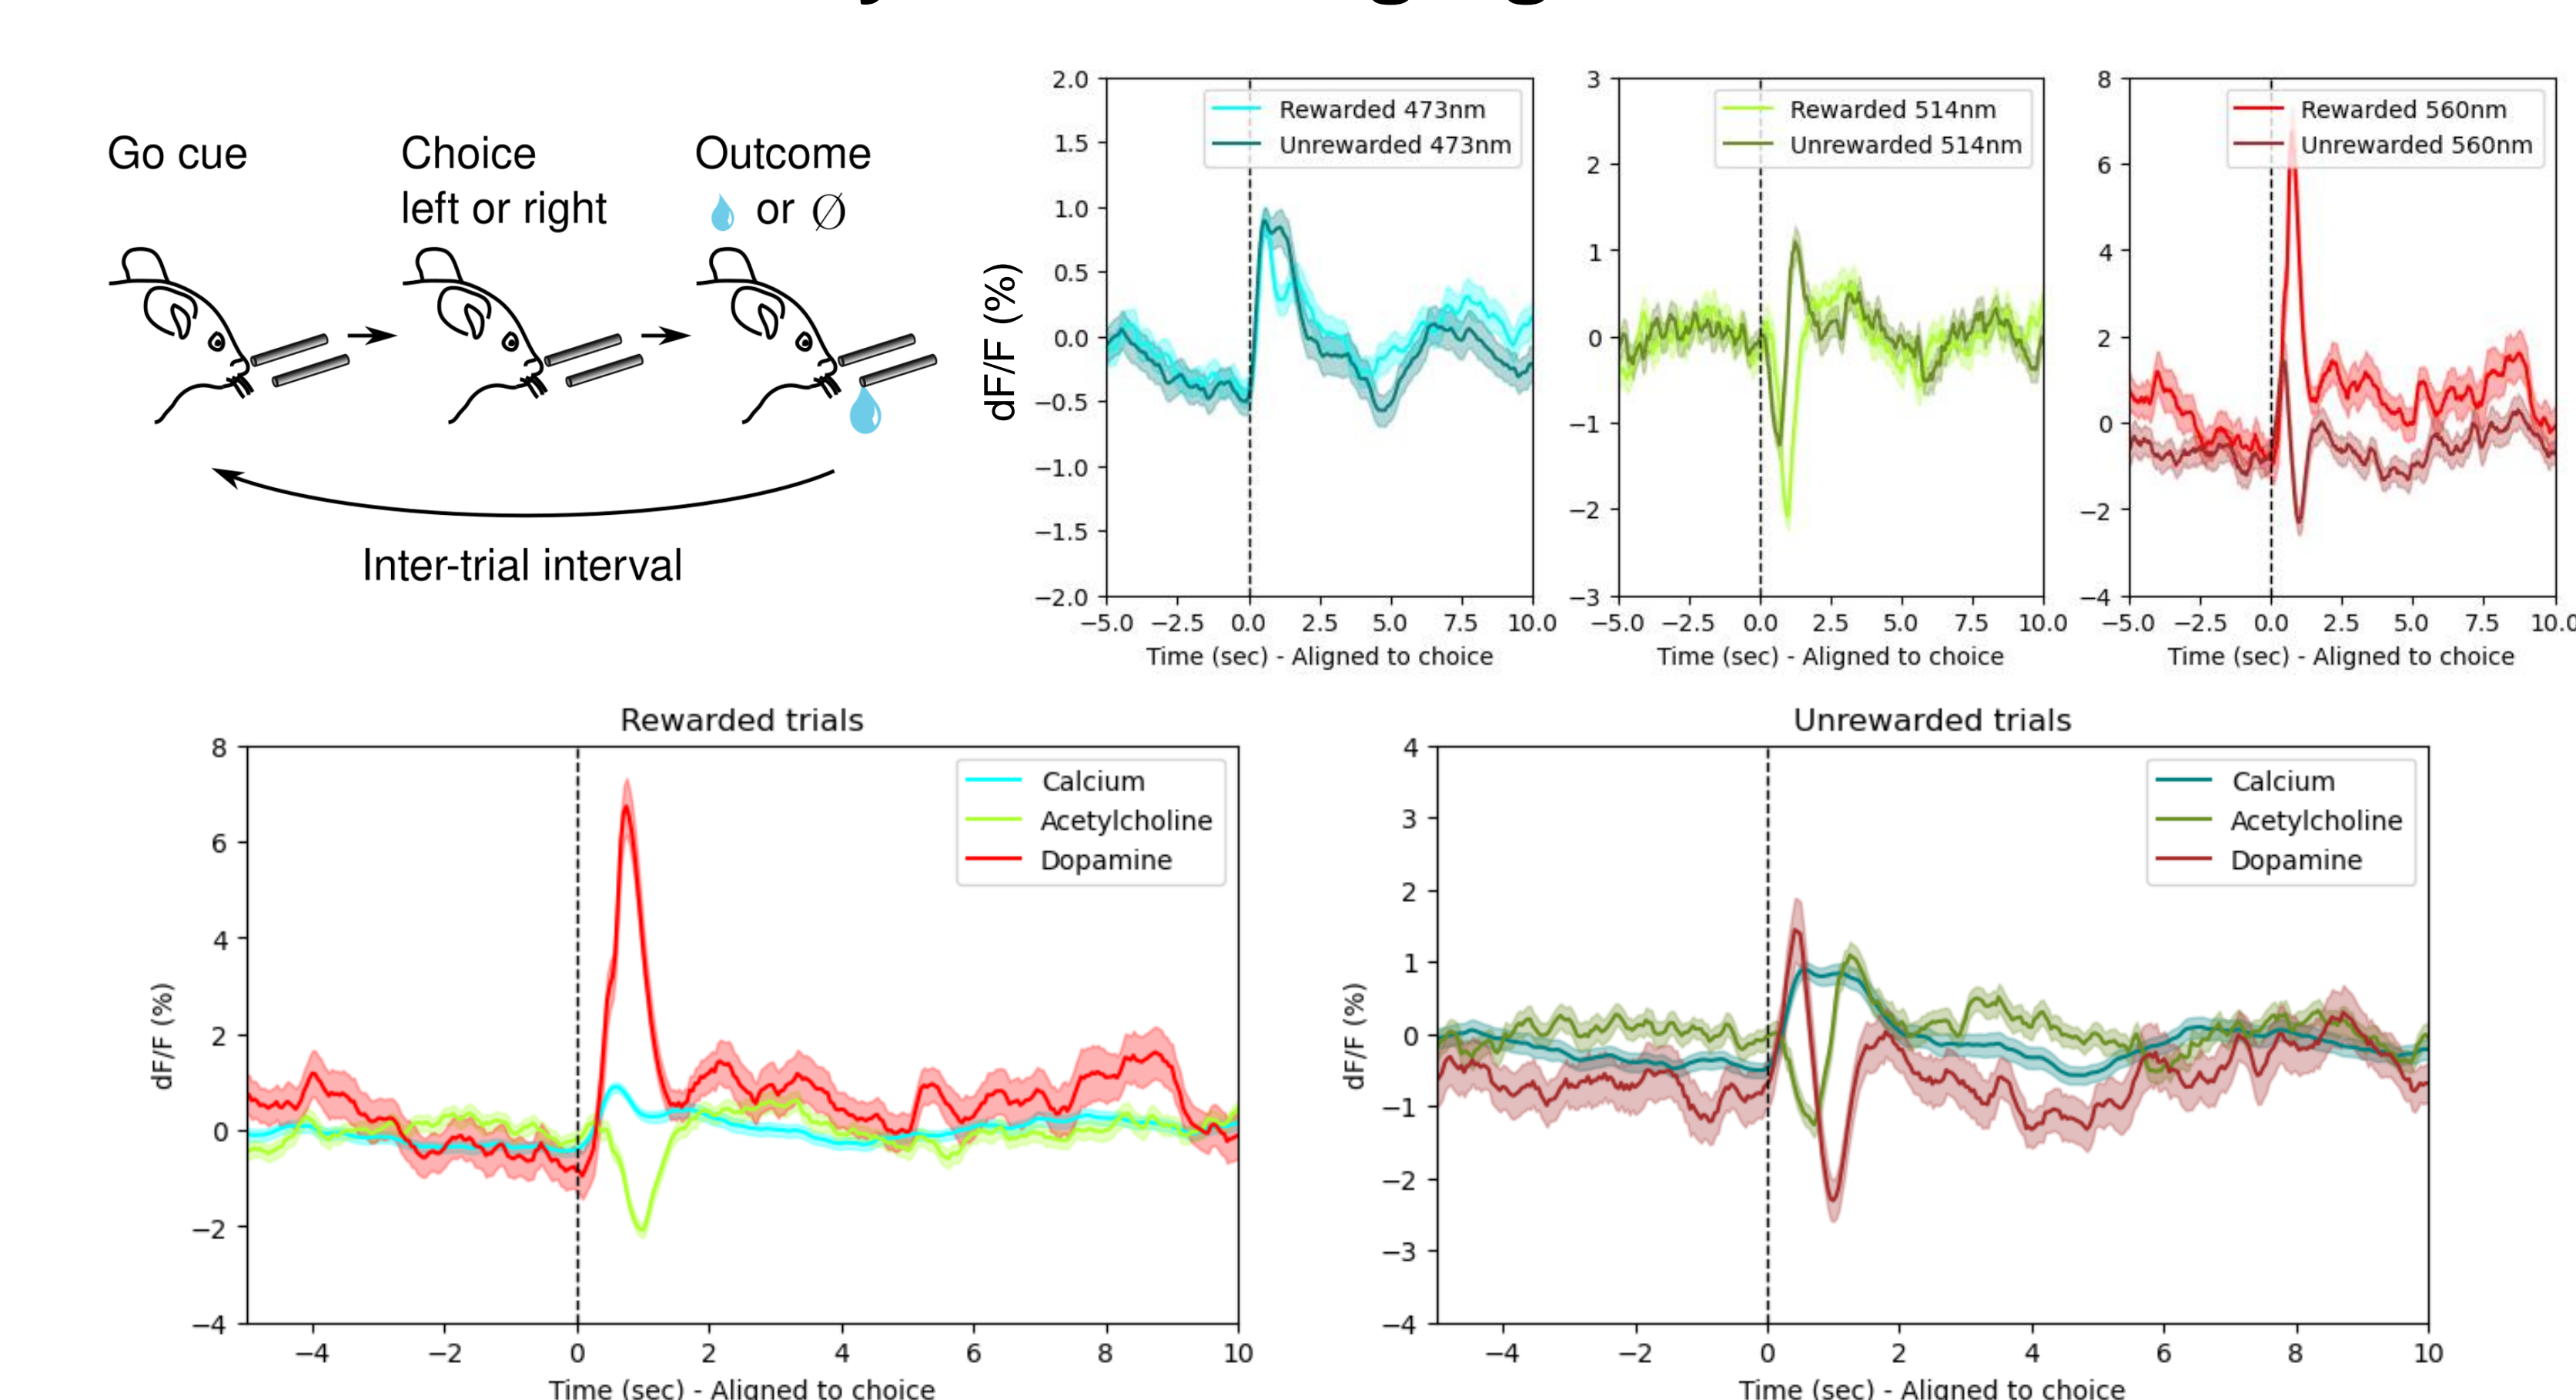 Go cue
Choice
left or right
Outcome
or Ø
Inter-trial interval
dF/F (%)
2.0
1.5
1.0
0.5
0.0
−0.5
−1.0
−1.5
−2.0
Rewarded 473nm
Unrewarded 473nm
−5.0 −2.5 0.0 2.5 5.0 7.5 10.0
Time (sec) - Aligned to choice
3
2
1
0
−1
−2
−3
Rewarded 514nm
Unrewarded 514nm
−5.0 −2.5 0.0 2.5 5.0 7.5 10.0
Time (sec) - Aligned to choice
8
6
4
2
0
−2
−4
Rewarded 560nm
Unrewarded 560nm
−5.0 −2.5 0.0 2.5 5.0 7.5 10.0
Time (sec) - Aligned to choice
Rewarded trials
dF/F (%)
8
6
4
2
0
−2
−4
Calcium
Acetylcholine
Dopamine
−4 −2 0 2 4 6 8 10
Time (sec) - Aligned to choice
Unrewarded trials
dF/F (%)
4
3
2
1
0
−1
−2
−3
−4
Calcium
Acetylcholine
Dopamine
−4 −2 0 2 4 6 8 10
Time (sec) - Aligned to choice